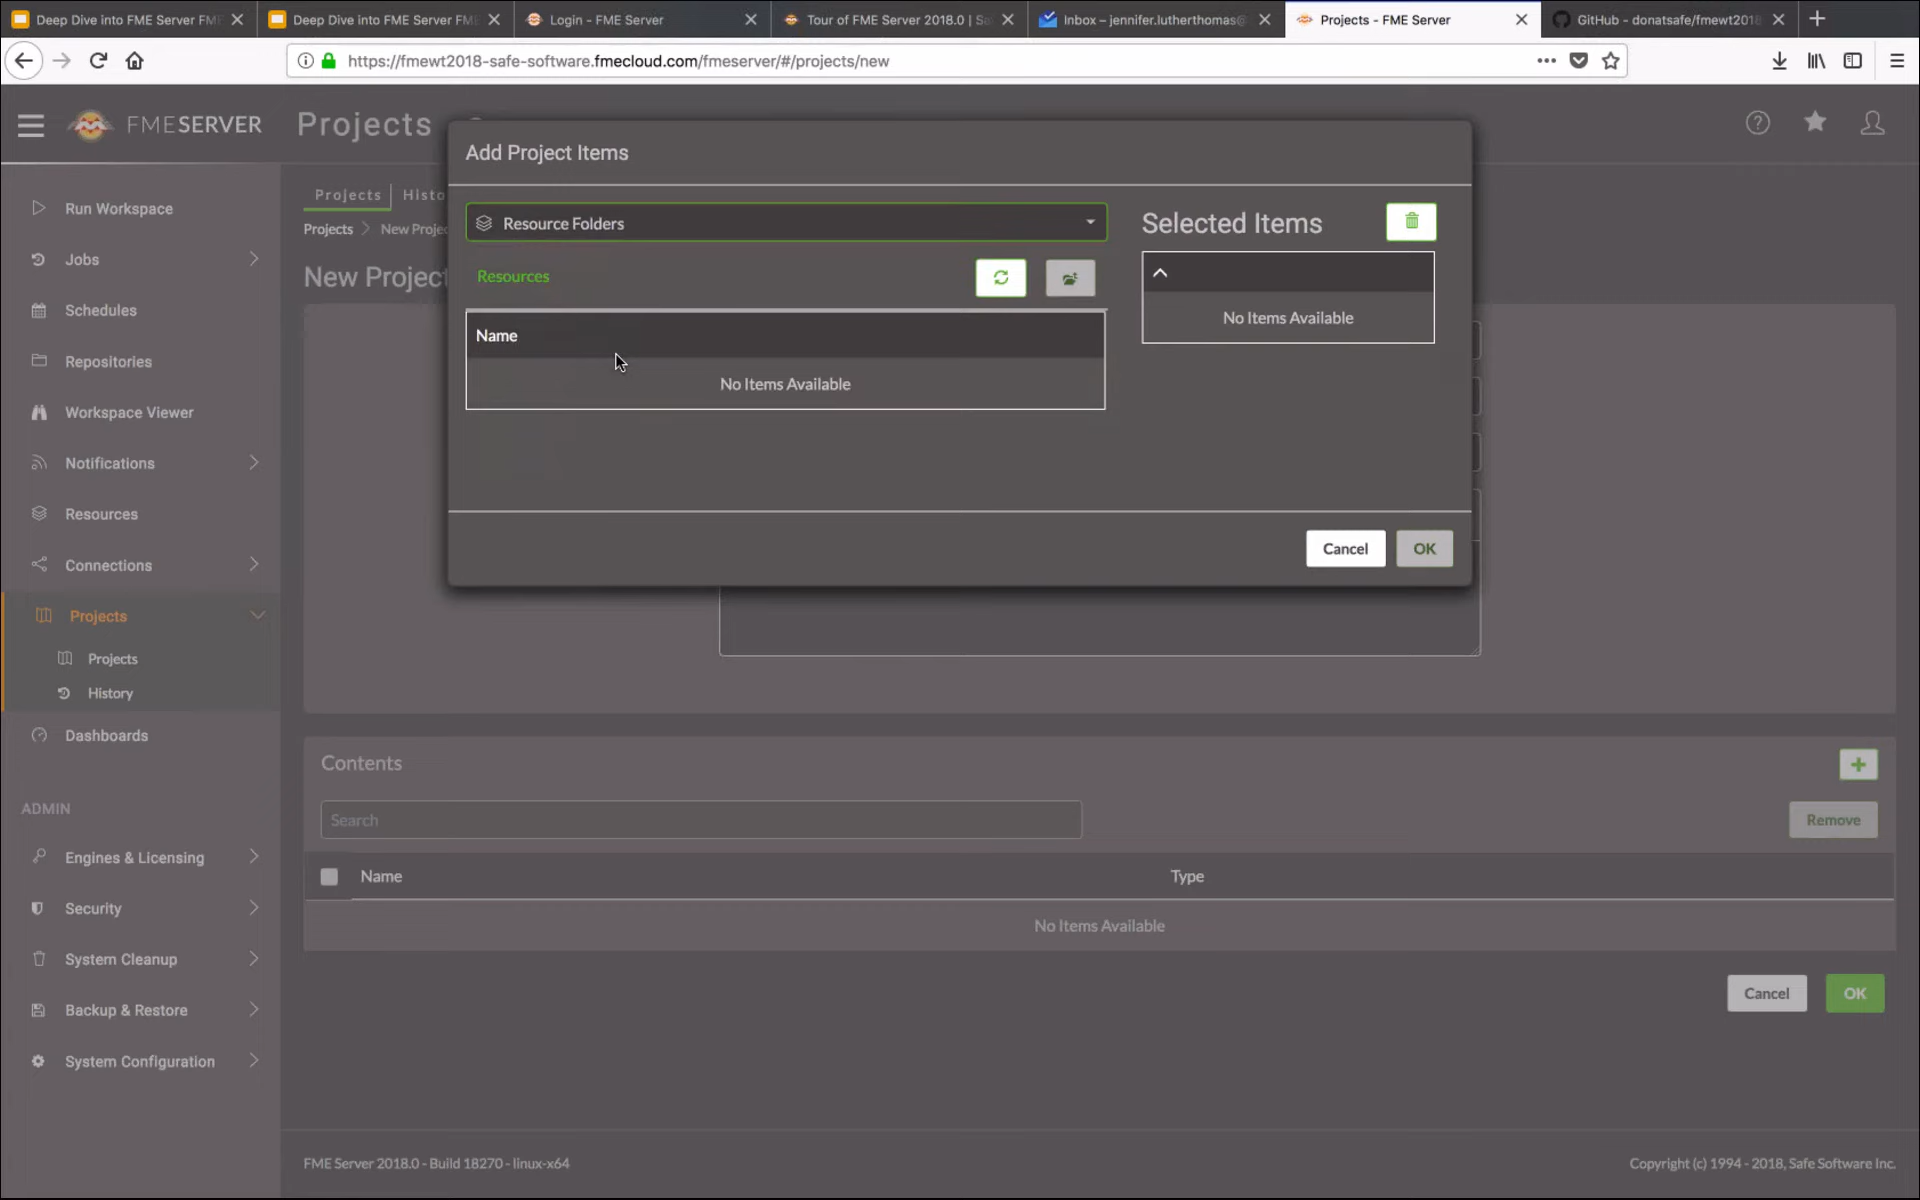 Deep Dive into FME Server FME
Deep Dive into FME Server FME
Login - FME Server
Tour of FME Server 2018.0 | Sa
Inbox – jennifer.lutherthomas@
Projects - FME Server
GitHub - donatsafe/fmewt2018
https://fmewt2018-safe-software.fmecloud.com/fmeserver/#/projects/new
FMESERVER
Projects
Add Project Items
Run Workspace
Jobs
Schedules
Repositories
Workspace Viewer
Notifications
Resources
Connections
Projects
Projects
History
Dashboards
ADMIN
Engines & Licensing
Security
System Cleanup
Backup & Restore
System Configuration
Projects
Histo
Projects > New Projec
New Project
Resource Folders
Resources
Name
No Items Available
Selected Items
No Items Available
Cancel
OK
Contents
Search
Remove
Name
Type
No Items Available
Cancel
OK
FME Server 2018.0 - Build 18270 - linux-x64
Copyright (c) 1994 - 2018, Safe Software Inc.